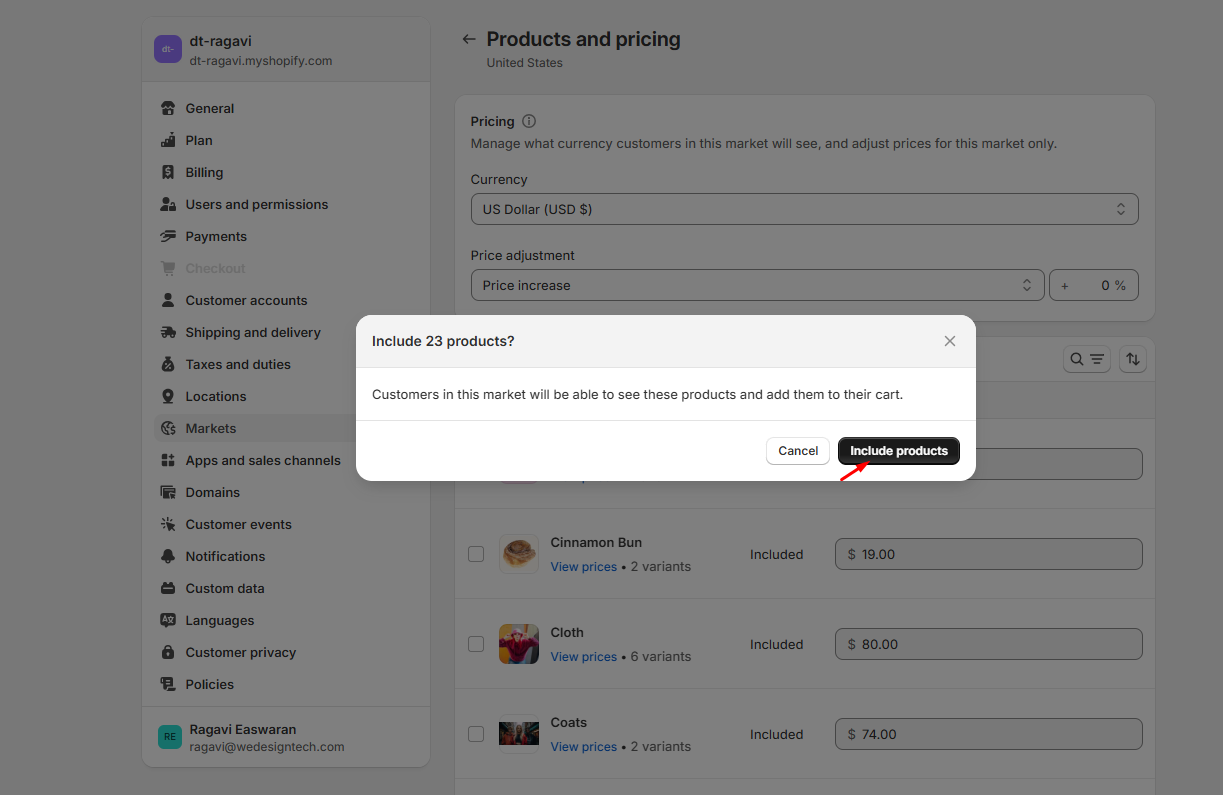 dt-
dt-ragavi
dt-ragavi.myshopify.com
General
Plan
Billing
Users and permissions
Payments
Checkout
Customer accounts
Shipping and delivery
Taxes and duties
Locations
Markets
Apps and sales channels
Domains
Customer events
Notifications
Custom data
Languages
Customer privacy
Policies
RE
Ragavi Easwaran
ragavi@wedesigntech.com
Products and pricing
United States
Pricing
Manage what currency customers in this market will see, and adjust prices for this market only.
Currency
US Dollar (USD $)
Price adjustment
Price increase
+ 0 %
Include 23 products?
Customers in this market will be able to see these products and add them to their cart.
Cancel
Include products
Cinnamon Bun
View prices • 2 variants
Included
$ 19.00
Cloth
View prices • 6 variants
Included
$ 80.00
Coats
View prices • 2 variants
Included
$ 74.00